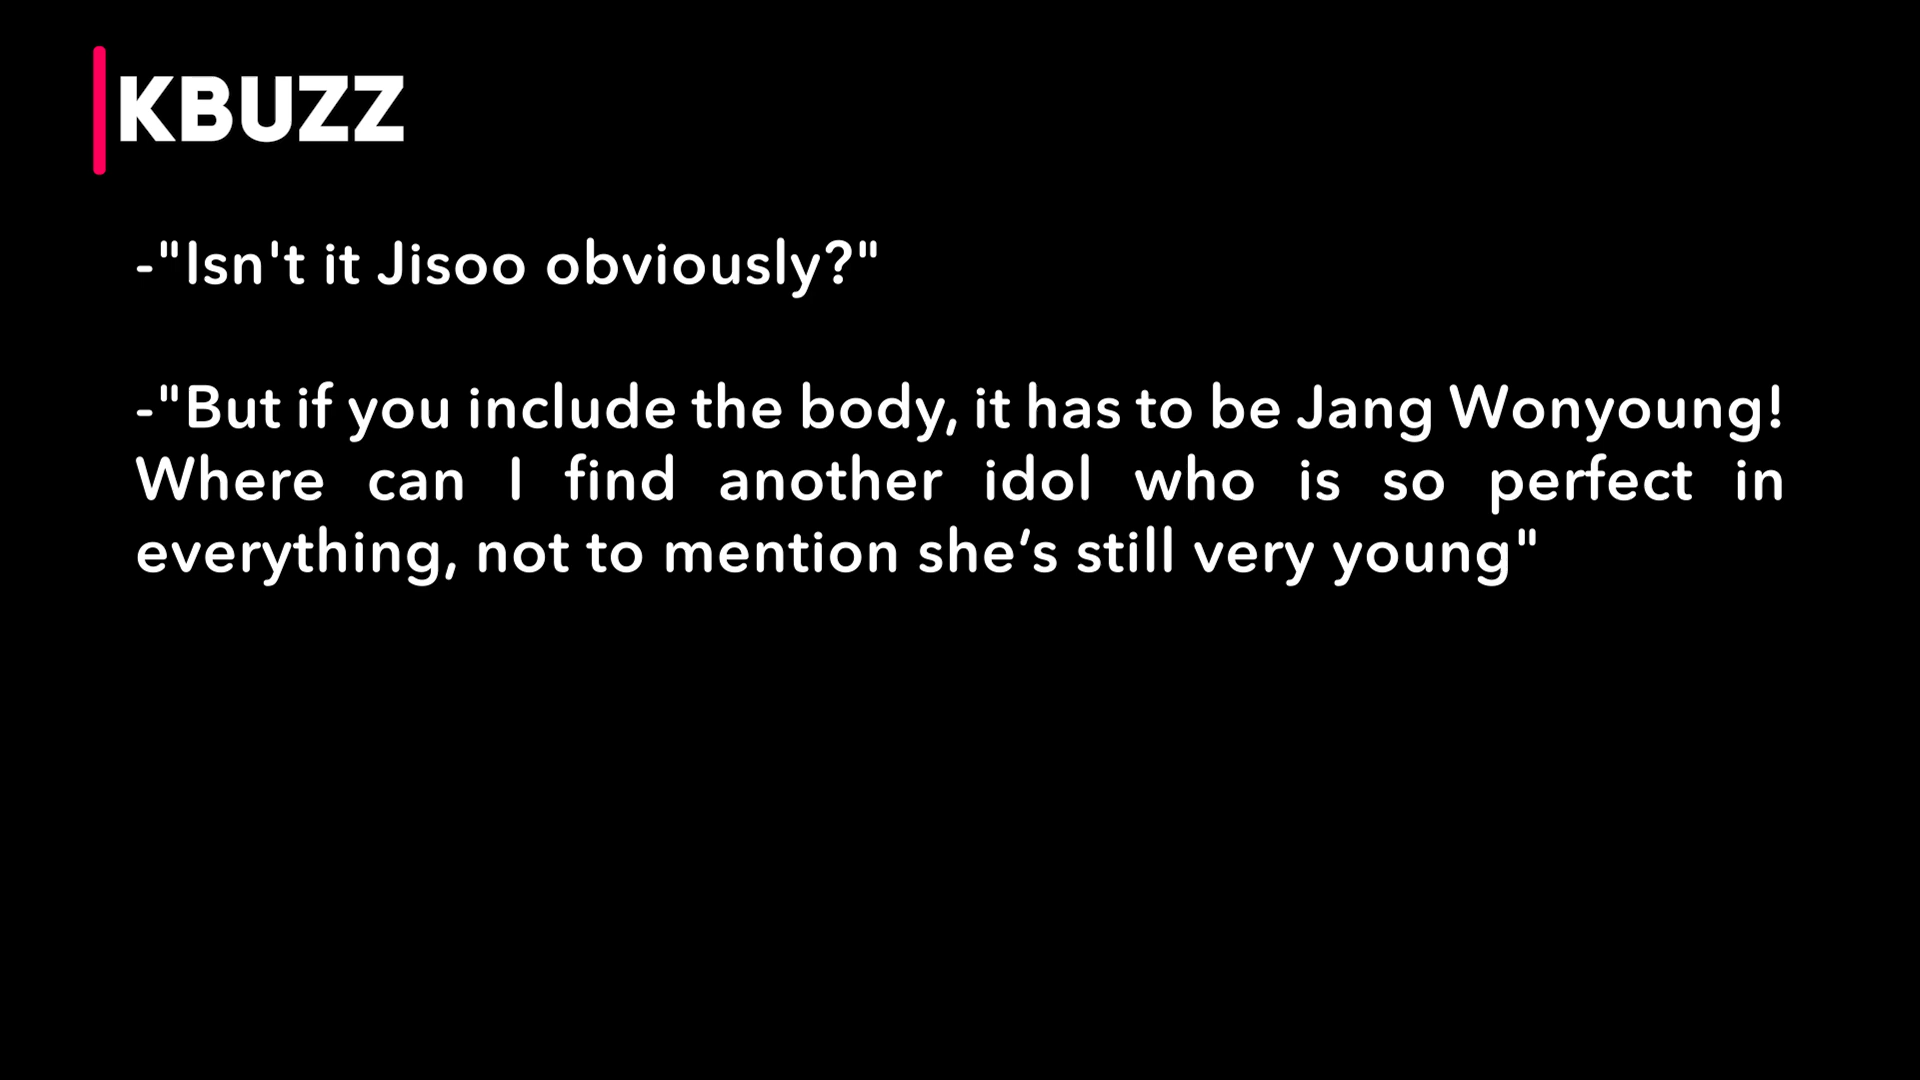 KBUZZ
-"Isn't it Jisoo obviously?"
-"But if you include the body, it has to be Jang Wonyoung!
Where can I find another idol who is so perfect in
everything, not to mention she’s still very young"